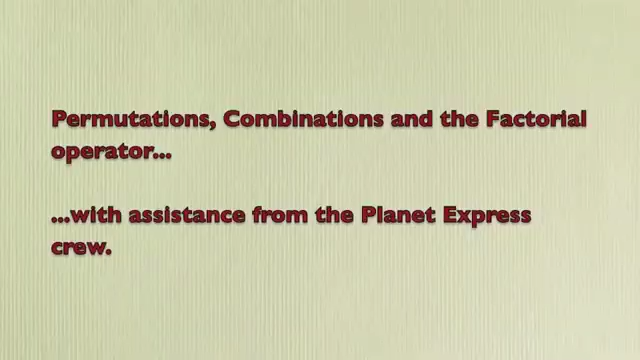 Permutations, Combinations and the Factorial
operator...
...with assistance from the Planet Express
crew.